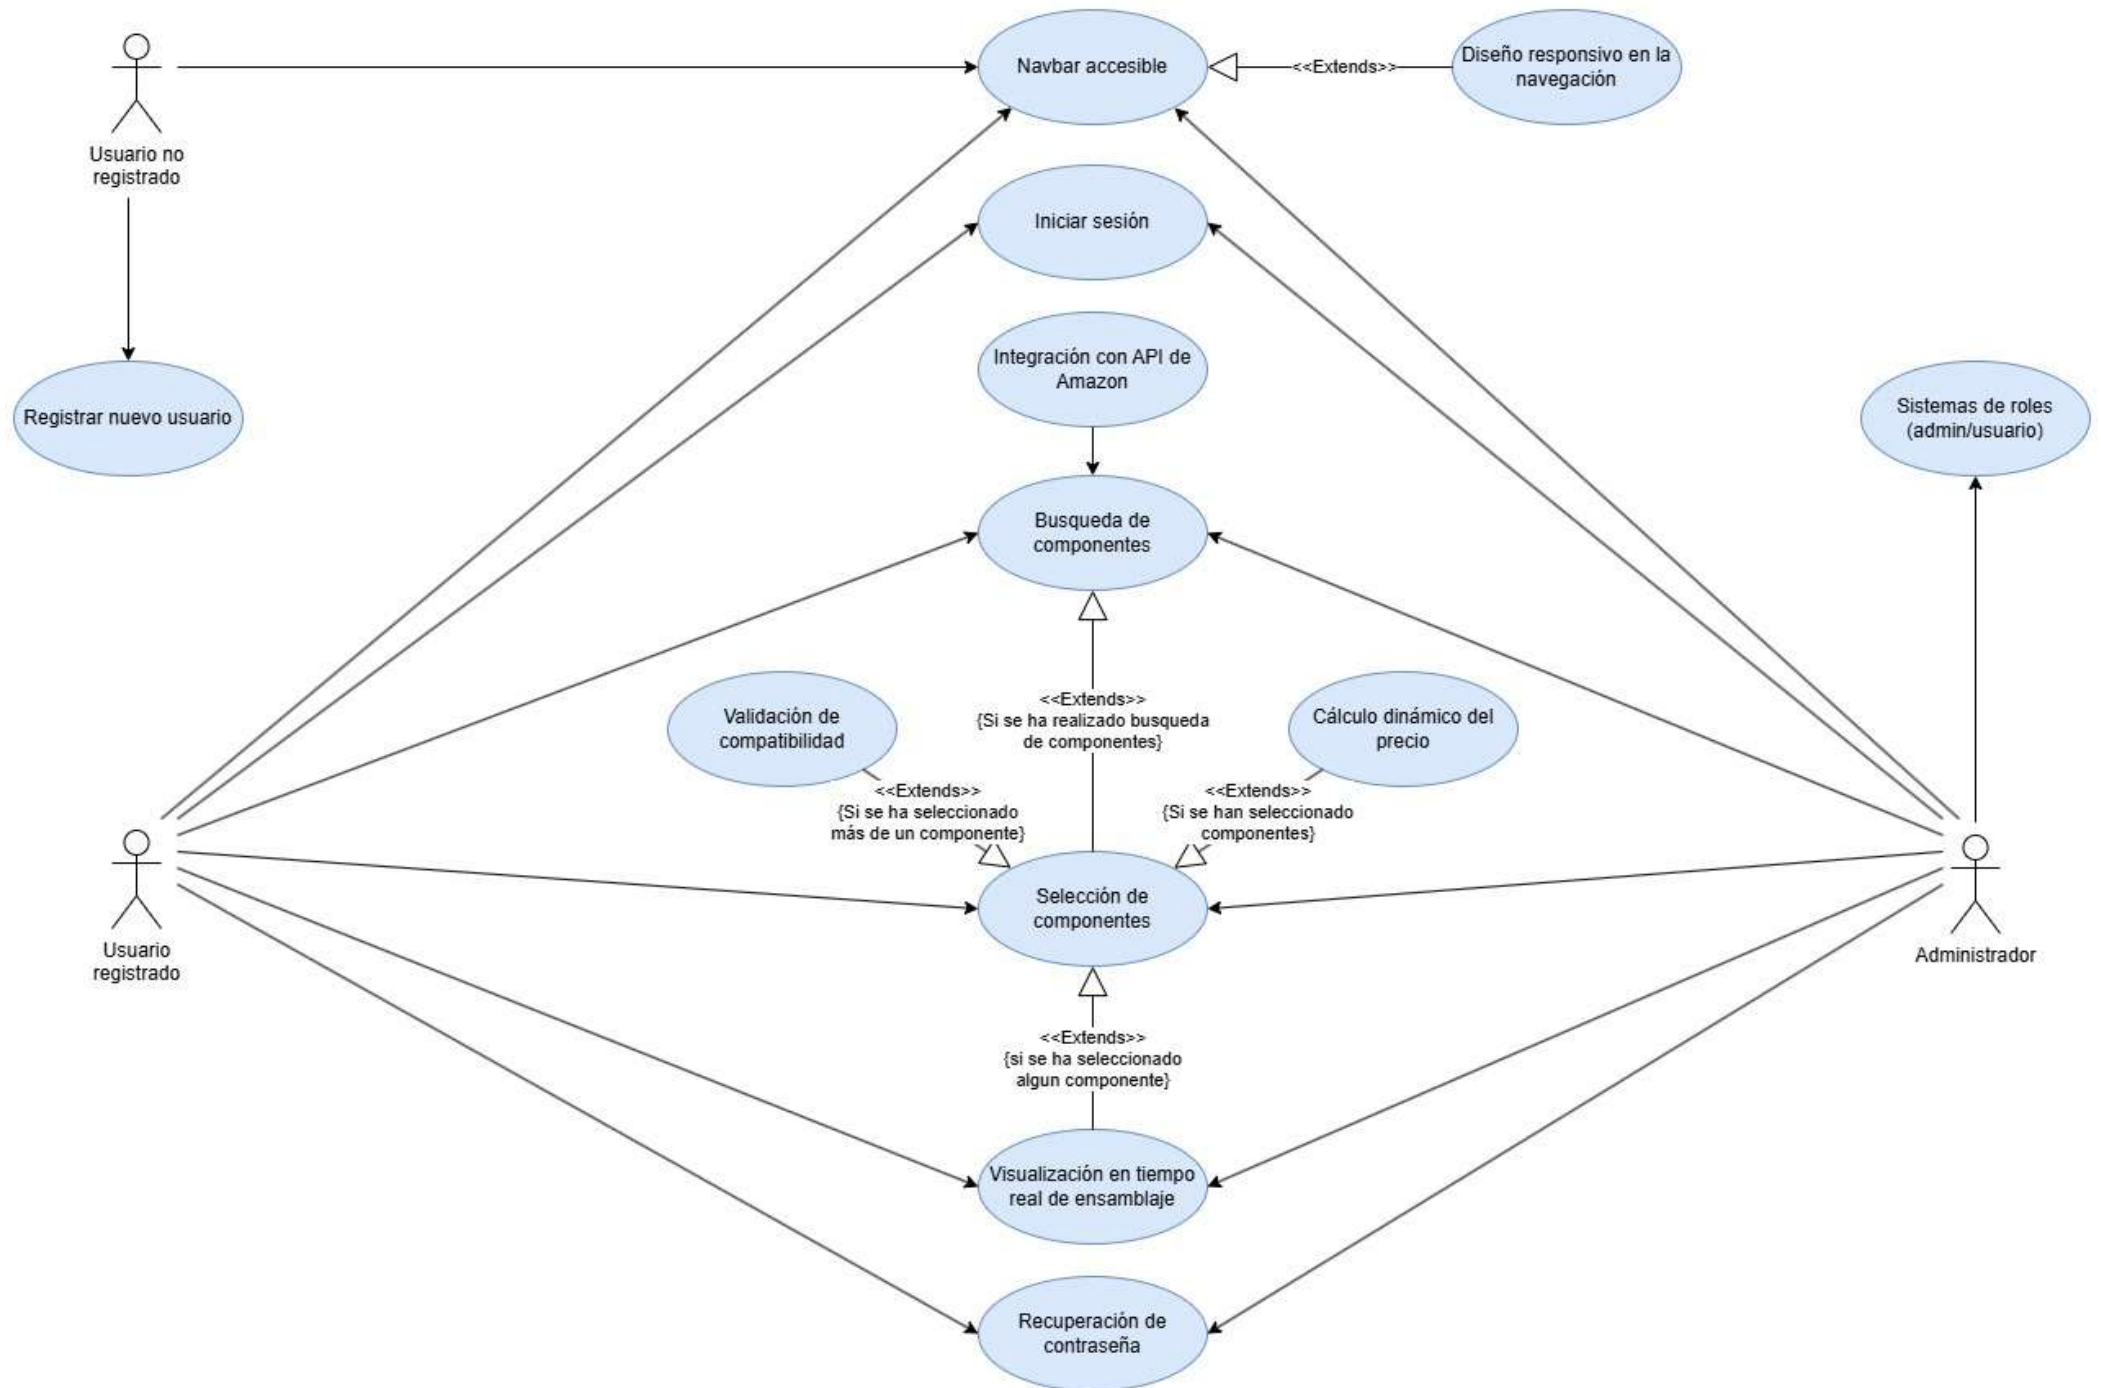 Navbar accesible
<<Extends>>
Diseño responsivo en la
navegación
Usuario no
registrado
Iniciar sesión
Integración con API de
Amazon
Registrar nuevo usuario
Sistemas de roles
(admin/usuario)
Busqueda de
componentes
<<Extends>>
{Si se ha realizado busqueda
de componentes}
Validación de
compatibilidad
Cálculo dinámico del
precio
<<Extends>>
{Si se ha seleccionado
más de un componente}
<<Extends>>
{Si se han seleccionado
componentes}
Selección de
componentes
Usuario
registrado
Administrador
<<Extends>>
{si se ha seleccionado
algun componente}
Visualización en tiempo
real de ensamblaje
Recuperación de
contraseña